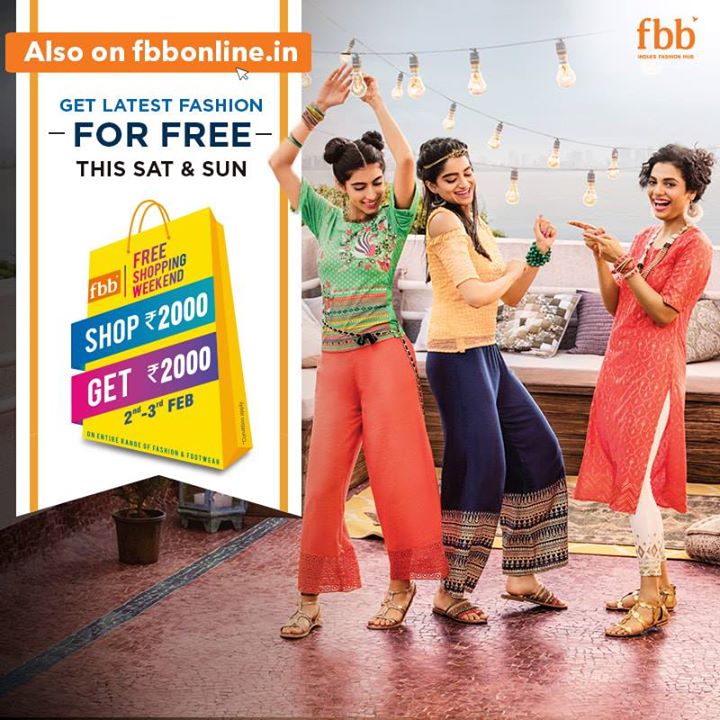 Also on fbbonline.in
GET LATEST FASHION
FOR FREE
THIS SAT & SUN
fbb
FREE
SHOPPING
WEEKEND
SHOP ₹2000
GET ₹2000
2nd-3rd FEB
ON ENTIRE RANGE OF FASHION & FOOTWEAR
*Conditions Apply
fbb
INDIA'S FASHION HUB